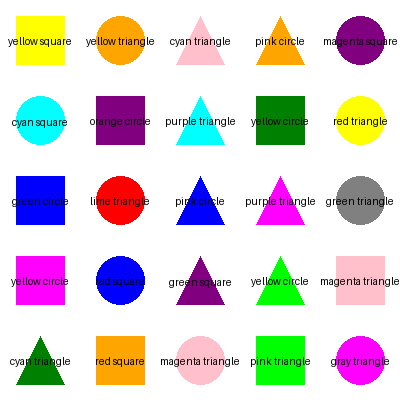 yellow square
yellow triangle
cyan triangle
pink circle
magenta square
cyan square
orange circle
purple triangle
yellow circle
red triangle
green circle
lime triangle
pink circle
purple triangle
green triangle
yellow circle
red square
green square
yellow circle
magenta triangle
cyan triangle
red square
magenta triangle
pink triangle
gray triangle